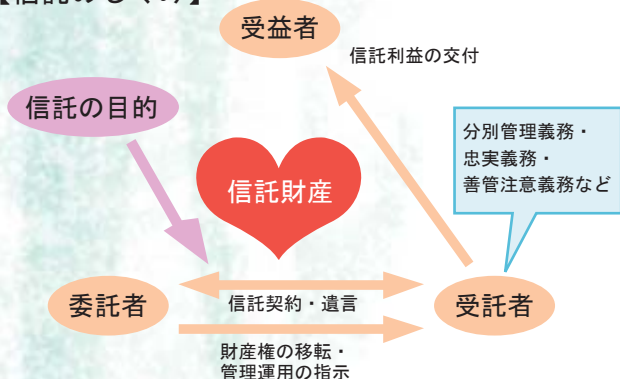 受益者
信託利益の交付
信託の目的
分別管理義務・
忠実義務・
善管注意義務など
信託財産
委託者
信託契約・遺言
受託者
財産権の移転・
管理運用の指示